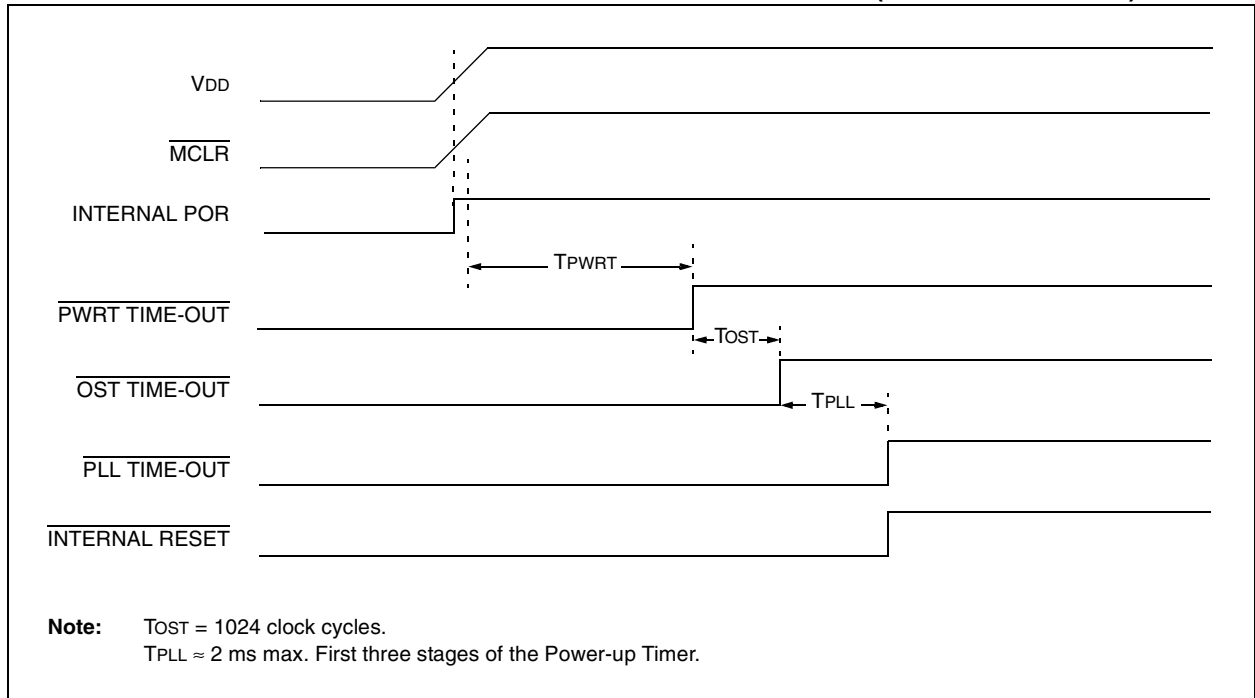 VDD
MCLR
INTERNAL POR
TPWRT
PWRT TIME-OUT
TOST
OST TIME-OUT
TPLL
PLL TIME-OUT
INTERNAL RESET
Note: TOST = 1024 clock cycles.
TPLL ≈ 2 ms max. First three stages of the Power-up Timer.